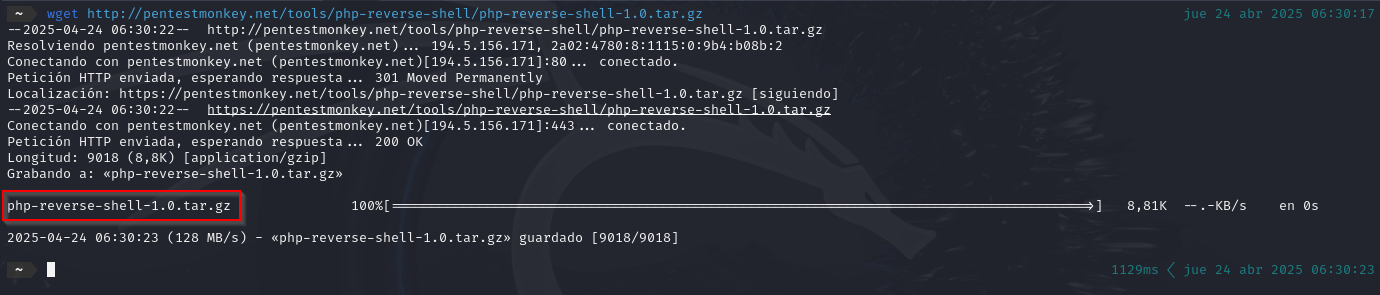 ~ wget http://pentestmonkey.net/tools/php-reverse-shell/php-reverse-shell-1.0.tar.gz jue 24 abr 2025 06:30:17
--2025-04-24 06:30:22-- http://pentestmonkey.net/tools/php-reverse-shell/php-reverse-shell-1.0.tar.gz
Resolviendo pentestmonkey.net (pentestmonkey.net)... 194.5.156.171, 2a02:4780:8:1115:0:9b4:b08b:2
Conectando con pentestmonkey.net (pentestmonkey.net)[194.5.156.171]:80... conectado.
Petición HTTP enviada, esperando respuesta... 301 Moved Permanently
Localización: https://pentestmonkey.net/tools/php-reverse-shell/php-reverse-shell-1.0.tar.gz [siguiendo]
--2025-04-24 06:30:22-- https://pentestmonkey.net/tools/php-reverse-shell/php-reverse-shell-1.0.tar.gz
Conectando con pentestmonkey.net (pentestmonkey.net)[194.5.156.171]:443... conectado.
Petición HTTP enviada, esperando respuesta... 200 OK
Longitud: 9018 (8,8K) [application/gzip]
Grabando a: «php-reverse-shell-1.0.tar.gz»
php-reverse-shell-1.0.tar.gz 100%[==================================================>] 8,81K --.-KB/s en 0s
2025-04-24 06:30:23 (128 MB/s) - «php-reverse-shell-1.0.tar.gz» guardado [9018/9018]
~ 1129ms < jue 24 abr 2025 06:30:23